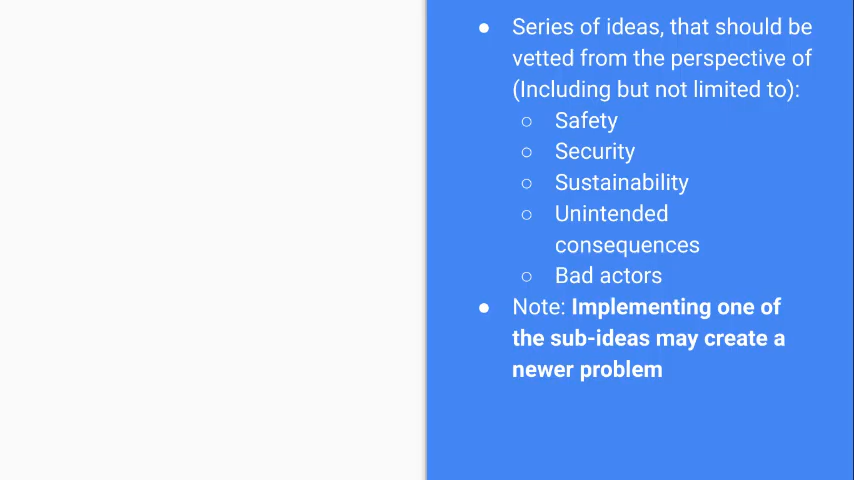 ● Series of ideas, that should be
vetted from the perspective of
(Including but not limited to):
○ Safety
○ Security
○ Sustainability
○ Unintended
consequences
○ Bad actors
● Note: Implementing one of
the sub-ideas may create a
newer problem